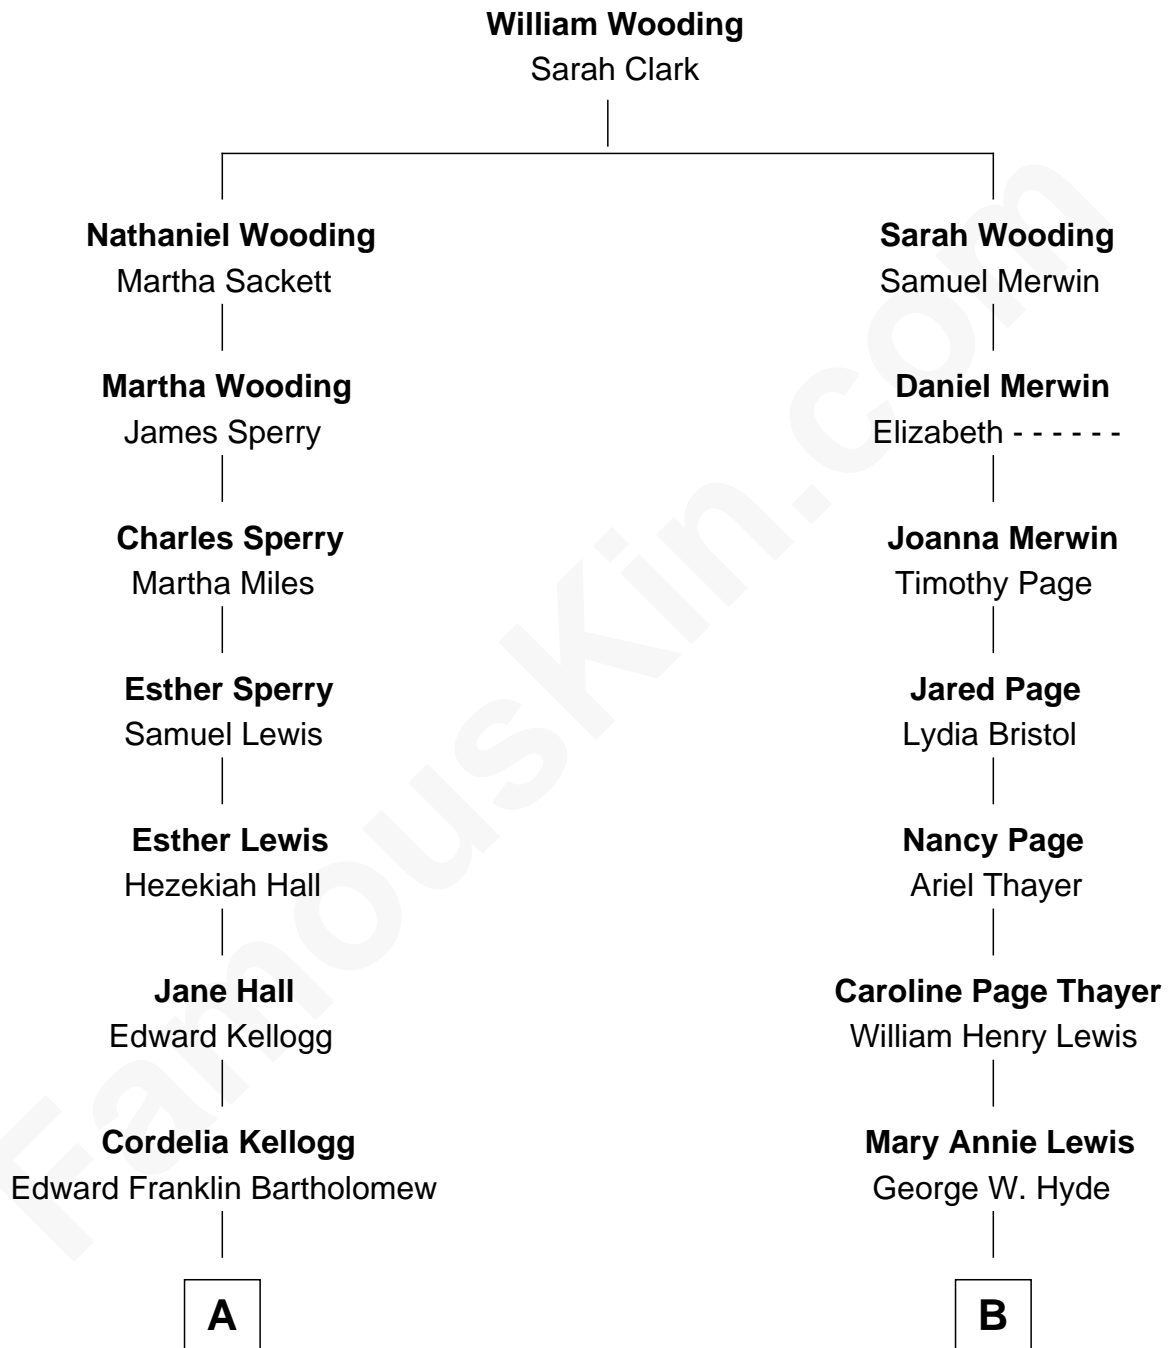 William Wooding
Sarah Clark
Nathaniel Wooding
Martha Sackett
Martha Wooding
James Sperry
Charles Sperry
Martha Miles
Esther Sperry
Samuel Lewis
Esther Lewis
Hezekiah Hall
Jane Hall
Edward Kellogg
Cordelia Kellogg
Edward Franklin Bartholomew
A
Sarah Wooding
Samuel Merwin
Daniel Merwin
Elizabeth - - - - - -
Joanna Merwin
Timothy Page
Jared Page
Lydia Bristol
Nancy Page
Ariel Thayer
Caroline Page Thayer
William Henry Lewis
Mary Annie Lewis
George W. Hyde
B
FamousKin.com